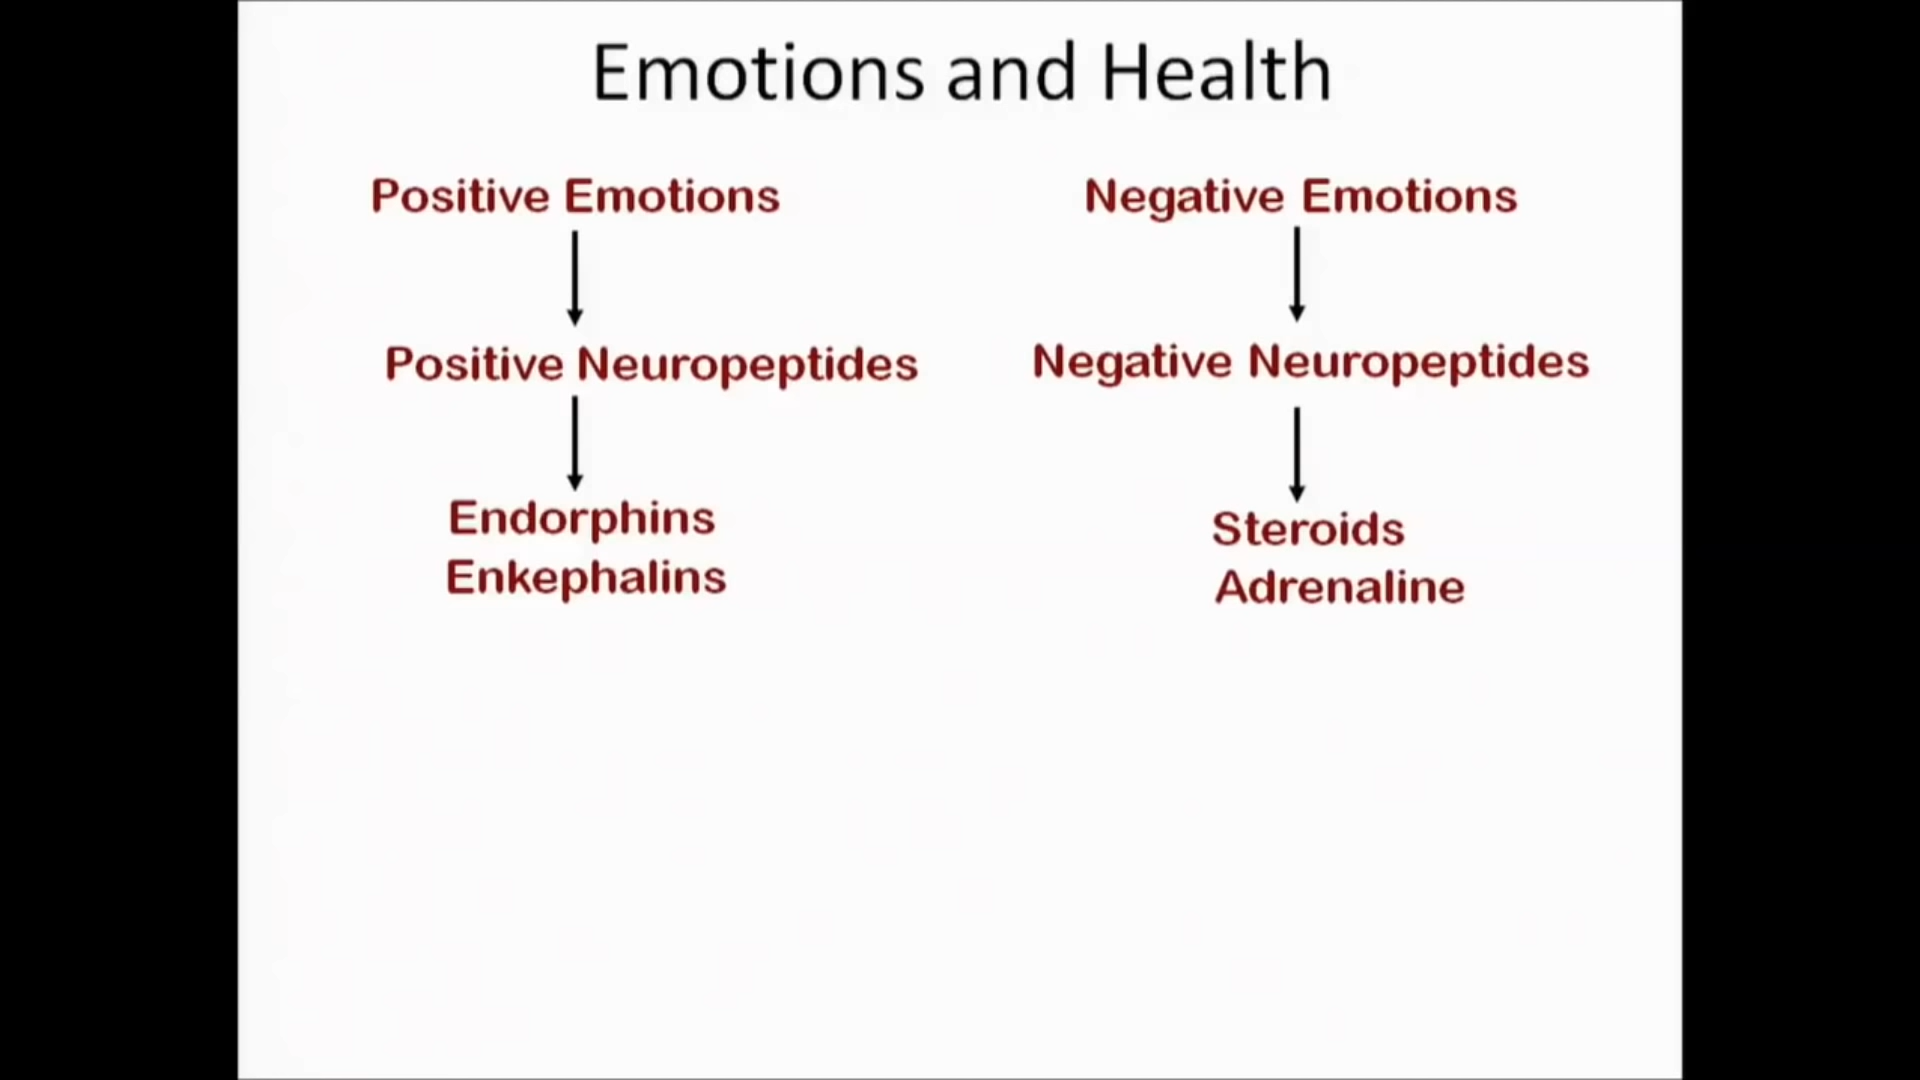 Emotions and Health
Positive Emotions
Positive Neuropeptides
Endorphins
Enkephalins
Negative Emotions
Negative Neuropeptides
Steroids
Adrenaline